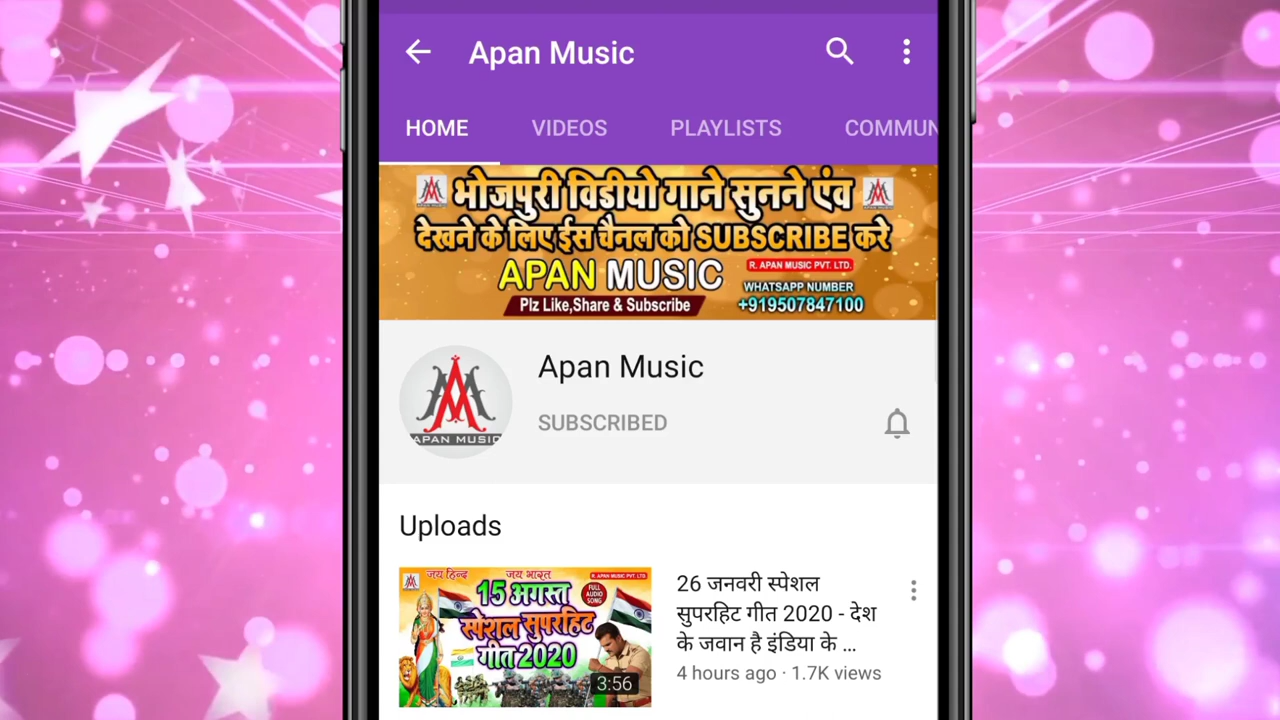 Apan Music
HOME VIDEOS PLAYLISTS COMMUN
भोजपुरी विडीयो गाने सुनने एंव
देखने के लिए ईस चैनल को SUBSCRIBE करे
APAN MUSIC
R. APAN MUSIC PVT. LTD.
WHATSAPP NUMBER
Plz Like,Share & Subscribe
+919507847100
Apan Music
APAN MUSIC
SUBSCRIBED
Uploads
जय हिन्द जय भारत
R. APAN MUSIC PVT. LTD
15 अगस्त
FULL AUDIO SONG
स्पेशल सुपरहिट
गीत 2020
3:56
26 जनवरी स्पेशल
सुपरहिट गीत 2020 - देश
के जवान है इंडिया के ...
4 hours ago · 1.7K views